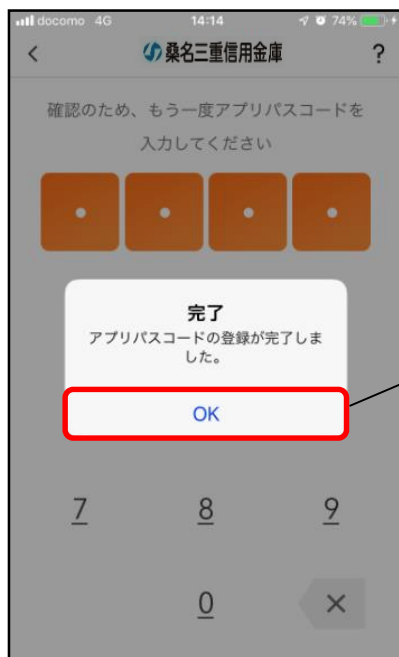 docomo 4G 14:14 74%
桑名三重信用金庫 ?
確認のため、もう一度アプリパスコードを
入力してください
完了
アプリパスコードの登録が完了しま
した。
OK
7 8 9
0